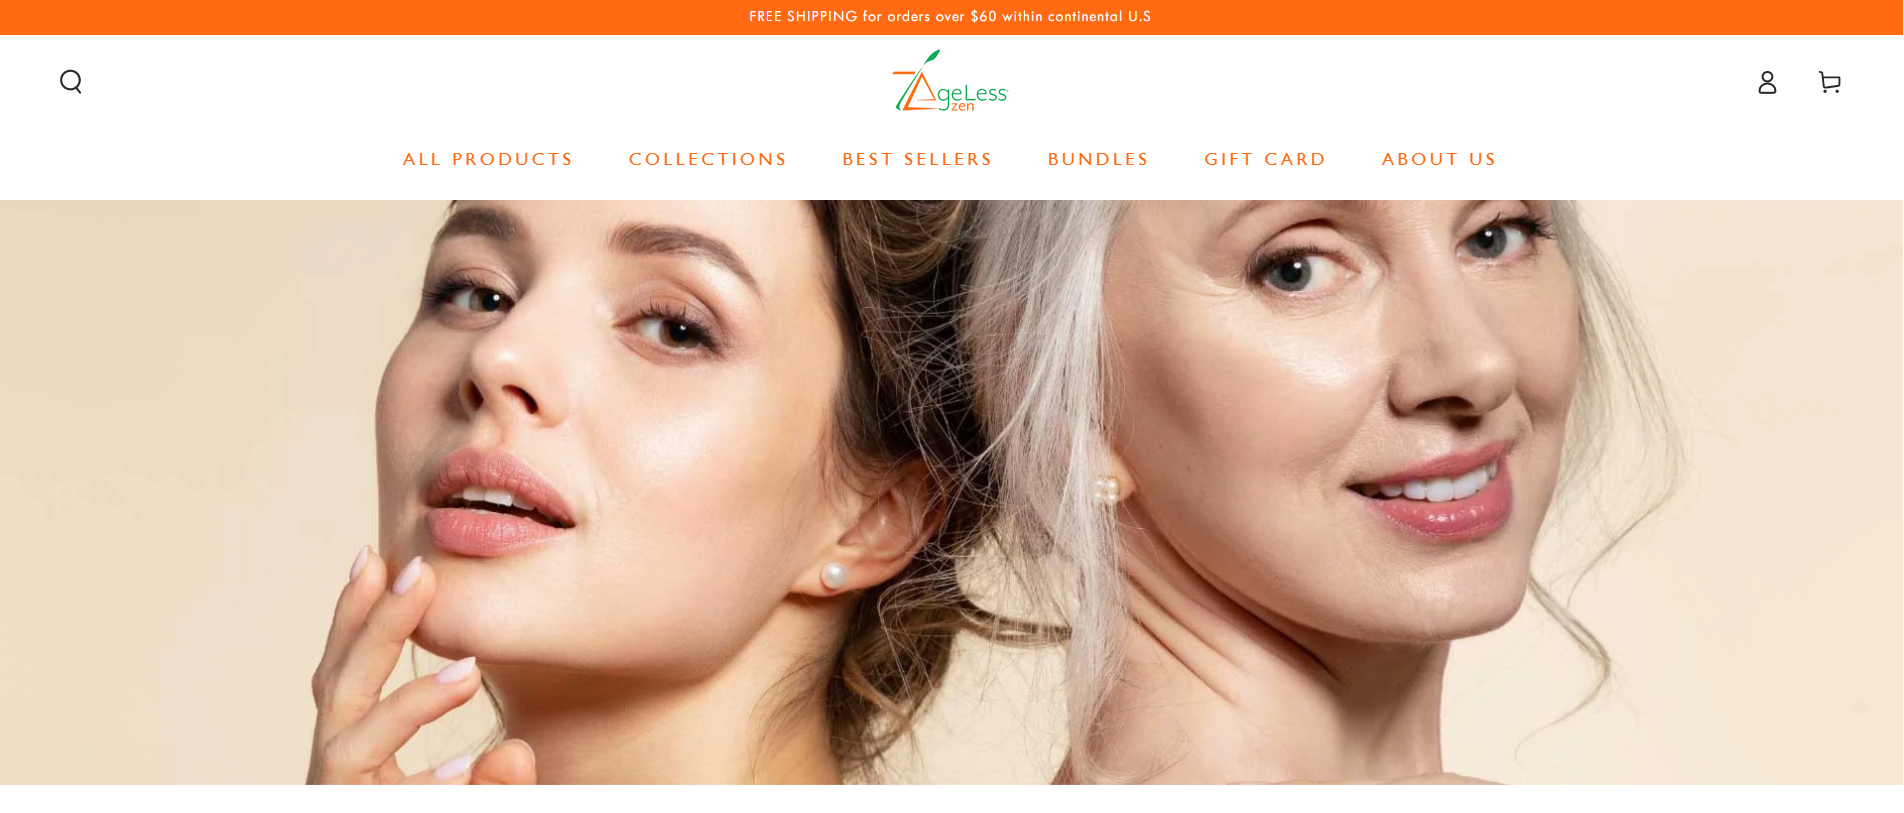 FREE SHIPPING for orders over $60 within continental U.S
AgeLess
zen
ALL PRODUCTS COLLECTIONS BEST SELLERS BUNDLES GIFT CARD ABOUT US